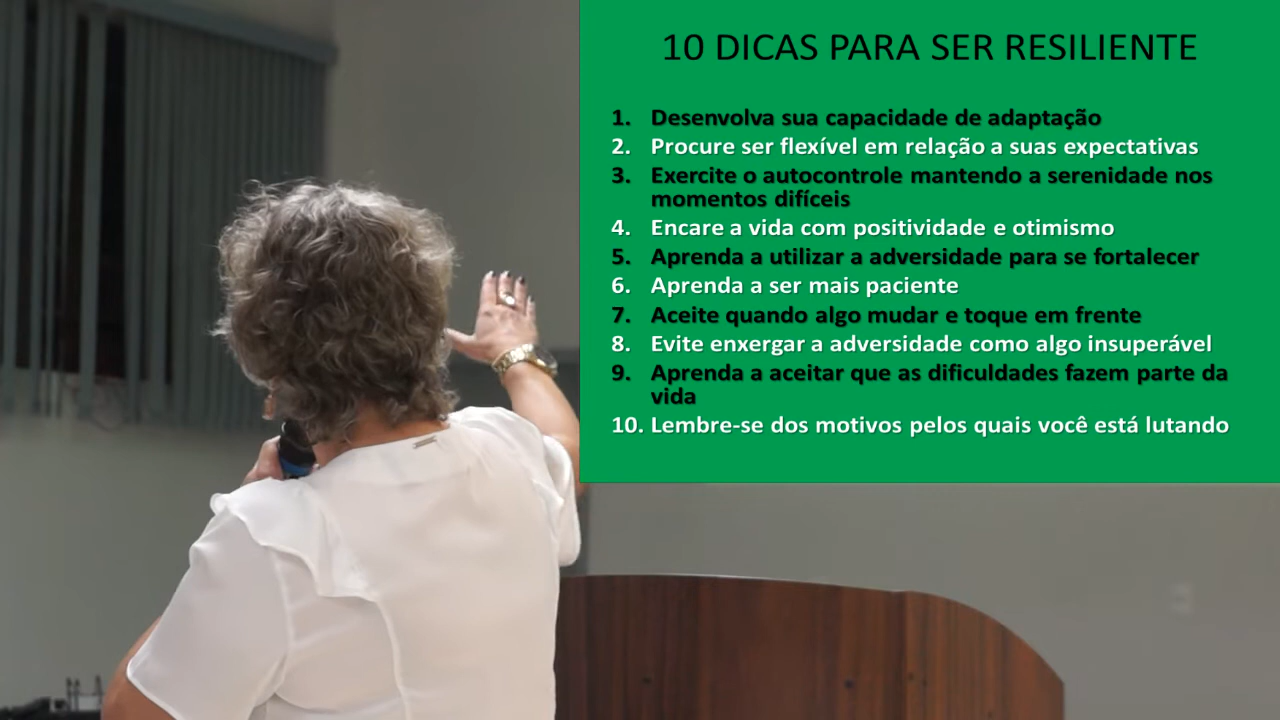 10 DICAS PARA SER RESILIENTE
1. Desenvolva sua capacidade de adaptação
2. Procure ser flexível em relação a suas expectativas
3. Exercite o autocontrole mantendo a serenidade nos
momentos difíceis
4. Encare a vida com positividade e otimismo
5. Aprenda a utilizar a adversidade para se fortalecer
6. Aprenda a ser mais paciente
7. Aceite quando algo mudar e toque em frente
8. Evite enxergar a adversidade como algo insuperável
9. Aprenda a aceitar que as dificuldades fazem parte da
vida
10. Lembre-se dos motivos pelos quais você está lutando